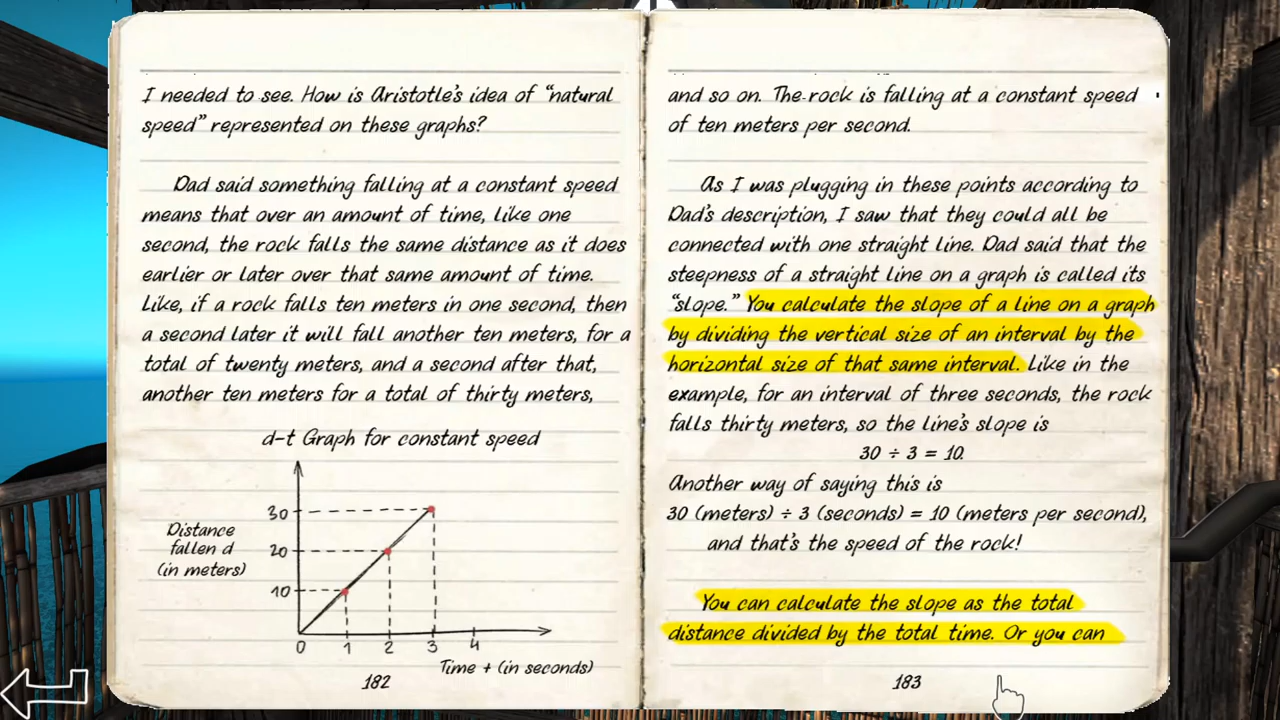 I needed to see. How is Aristotle's idea of "natural
speed" represented on these graphs?
Dad said something falling at a constant speed
means that over an amount of time, like one
second, the rock falls the same distance as it does
earlier or later over that same amount of time.
Like, if a rock falls ten meters in one second, then
a second later it will fall another ten meters, for a
total of twenty meters, and a second after that,
another ten meters for a total of thirty meters,
d-t Graph for constant speed
Distance
fallen d
(in meters)
30
20
10
0 1 2 3 4
Time t (in seconds)
182
and so on. The rock is falling at a constant speed
of ten meters per second.
As I was plugging in these points according to
Dad's description, I saw that they could all be
connected with one straight line. Dad said that the
steepness of a straight line on a graph is called its
"slope." You calculate the slope of a line on a graph
by dividing the vertical size of an interval by the
horizontal size of that same interval. Like in the
example, for an interval of three seconds, the rock
falls thirty meters, so the line's slope is
30 ÷ 3 = 10.
Another way of saying this is
30 (meters) ÷ 3 (seconds) = 10 (meters per second),
and that's the speed of the rock!
You can calculate the slope as the total
distance divided by the total time. Or you can
183